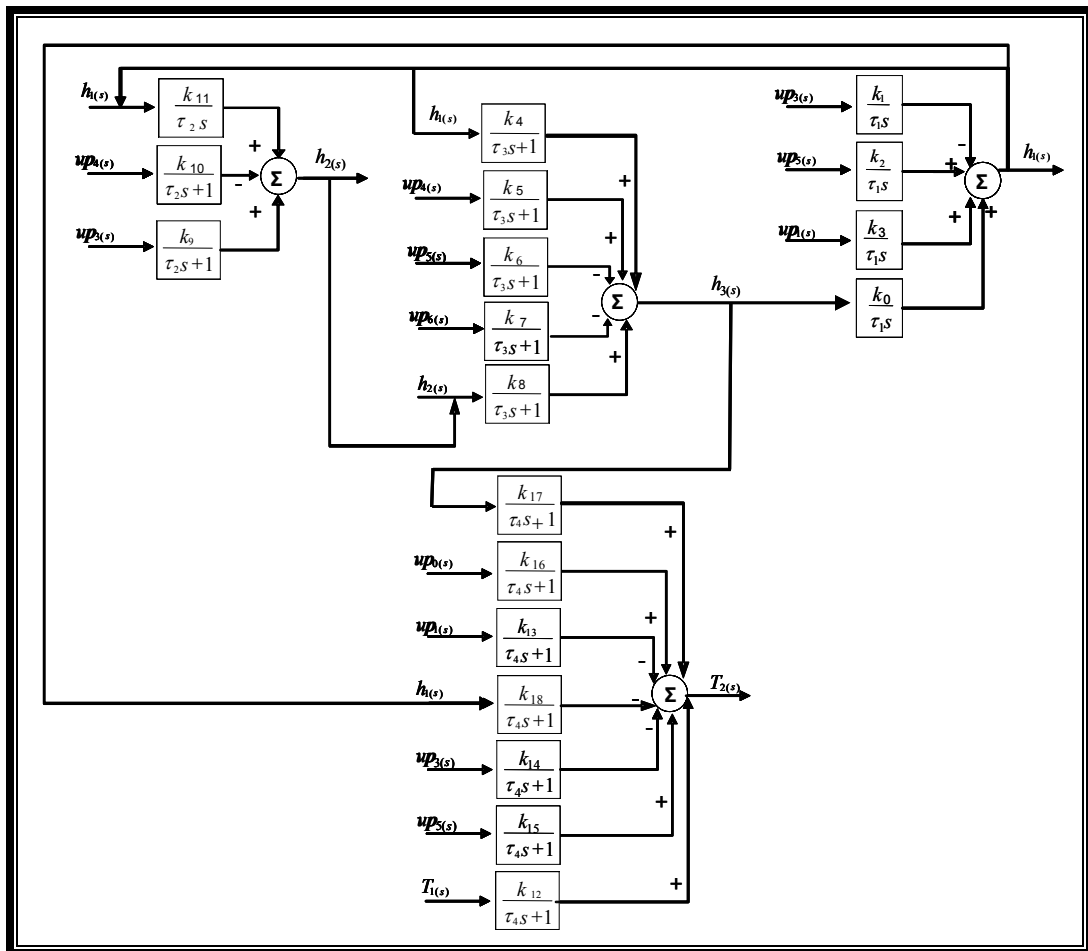 h1(s)
k11
τ2 s
+
up4(s)
k10
τ2s+1
-
Σ
h2(s)
+
up3(s)
k9
τ2s+1
h1(s)
k4
τ3s+1
+
up4(s)
k5
τ3s+1
+
up5(s)
k6
τ3s+1
-
Σ
h3(s)
up6(s)
k7
τ3s+1
-
+
h2(s)
k8
τ3s+1
up3(s)
k1
τ1s
-
up5(s)
k2
τ1s
+
Σ
h1(s)
up1(s)
k3
τ1s
+
+
k0
τ1s
k17
τ4s+1
+
up0(s)
k16
τ4s+1
+
up1(s)
k13
τ4s+1
-
h1(s)
k18
τ4s+1
-
Σ
T2(s)
-
up3(s)
k14
τ4s+1
+
up5(s)
k15
τ4s+1
T1(s)
k12
τ4s+1
+